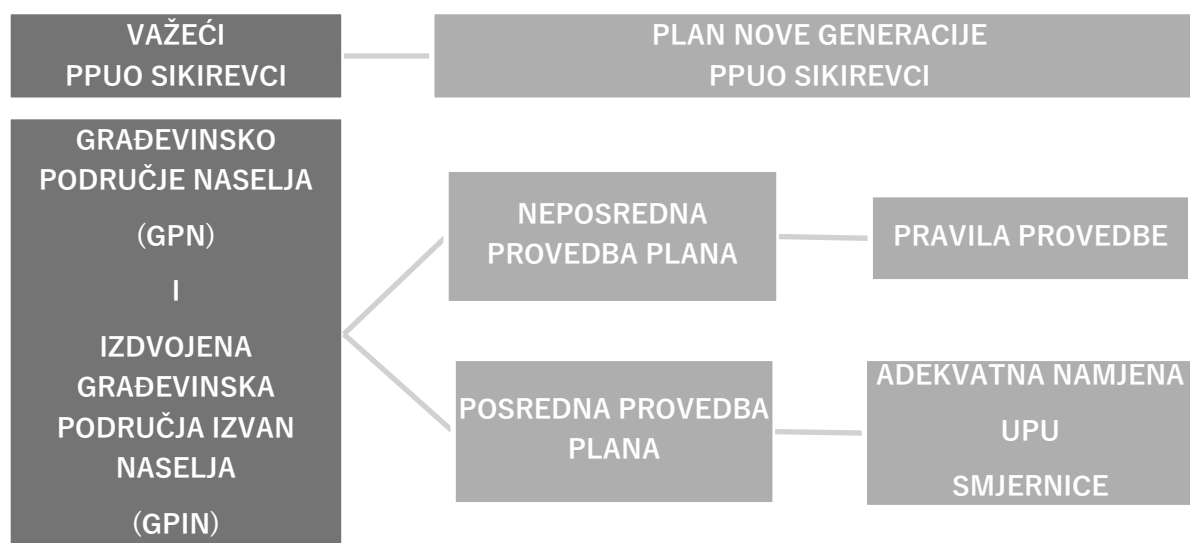 VAŽEĆI
PPUO SIKIREVCI
PLAN NOVE GENERACIJE
PPUO SIKIREVCI
GRAĐEVINSKO
PODRUČJE NASELJA
(GPN)
I
IZDVOJENA
GRAĐEVINSKA
PODRUČJA IZVAN
NASELJA
(GPIN)
NEPOSREDNA
PROVEDBA PLANA
PRAVILA PROVEDBE
POSREDNA PROVEDBA
PLANA
ADEKVATNA NAMJENA
UPU
SMJERNICE